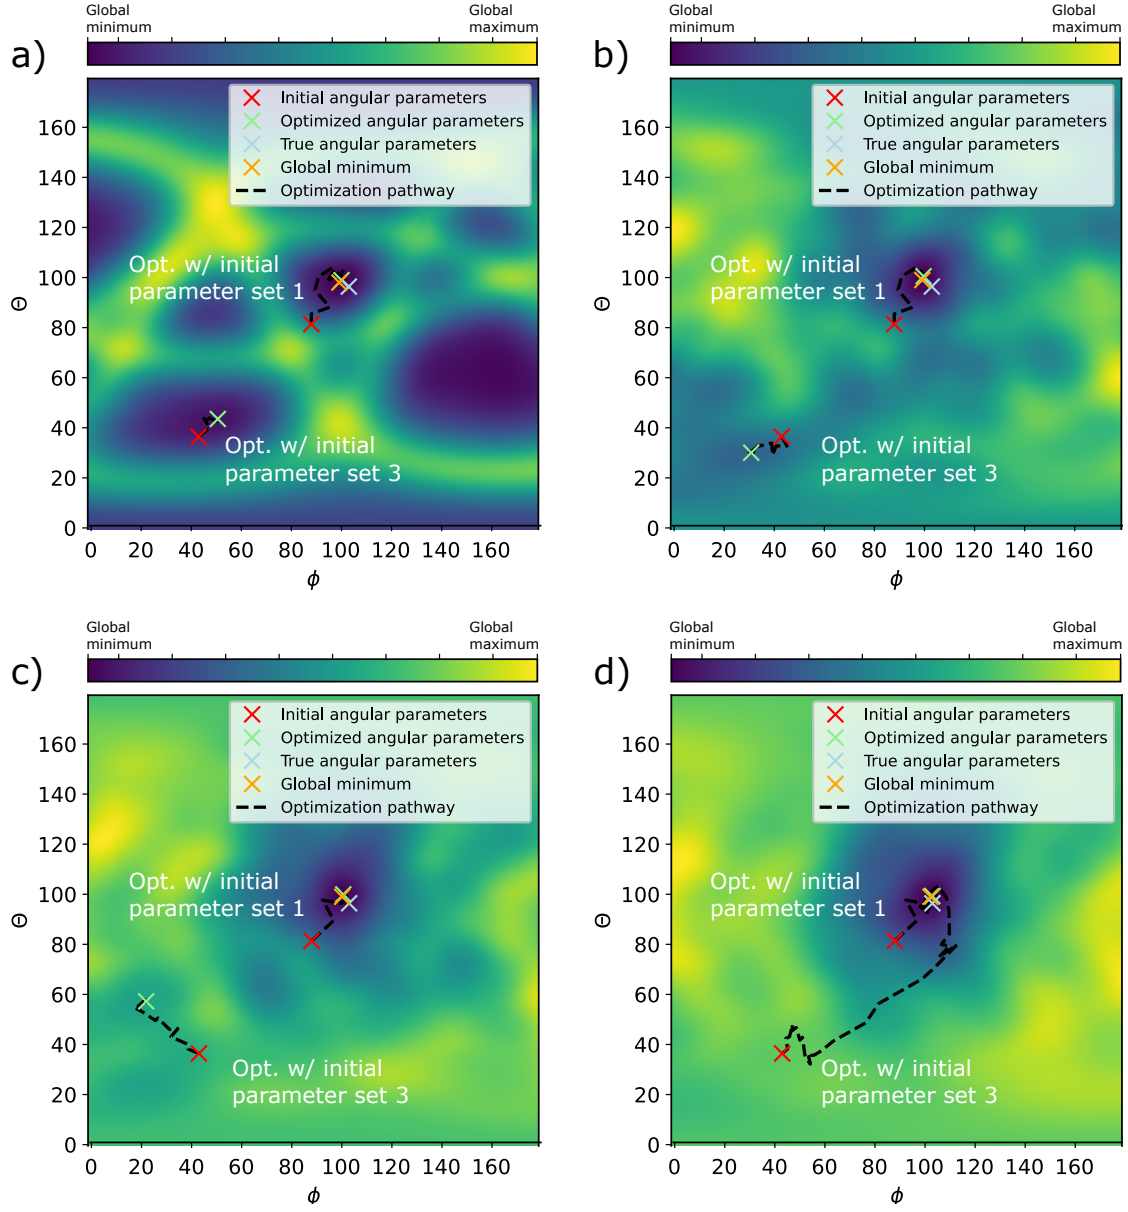 Global
minimum
Global
maximum
a)
Initial angular parameters
Optimized angular parameters
True angular parameters
Global minimum
Optimization pathway
Opt. w/ initial
parameter set 1
Opt. w/ initial
parameter set 3
Θ
160
140
120
100
80
60
40
20
0
0 20 40 60 80 100 120 140 160
ϕ
Global
minimum
Global
maximum
b)
Initial angular parameters
Optimized angular parameters
True angular parameters
Global minimum
Optimization pathway
Opt. w/ initial
parameter set 1
Opt. w/ initial
parameter set 3
Θ
160
140
120
100
80
60
40
20
0
0 20 40 60 80 100 120 140 160
ϕ
Global
minimum
Global
maximum
c)
Initial angular parameters
Optimized angular parameters
True angular parameters
Global minimum
Optimization pathway
Opt. w/ initial
parameter set 1
Opt. w/ initial
parameter set 3
Θ
160
140
120
100
80
60
40
20
0
0 20 40 60 80 100 120 140 160
ϕ
Global
minimum
Global
maximum
d)
Initial angular parameters
Optimized angular parameters
True angular parameters
Global minimum
Optimization pathway
Opt. w/ initial
parameter set 1
Opt. w/ initial
parameter set 3
Θ
160
140
120
100
80
60
40
20
0
0 20 40 60 80 100 120 140 160
ϕ